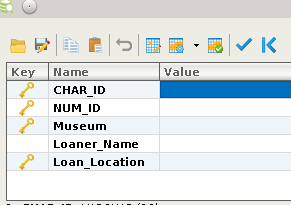 Key Name Value
CHAR_ID
NUM_ID
Museum
Loaner_Name
Loan_Location